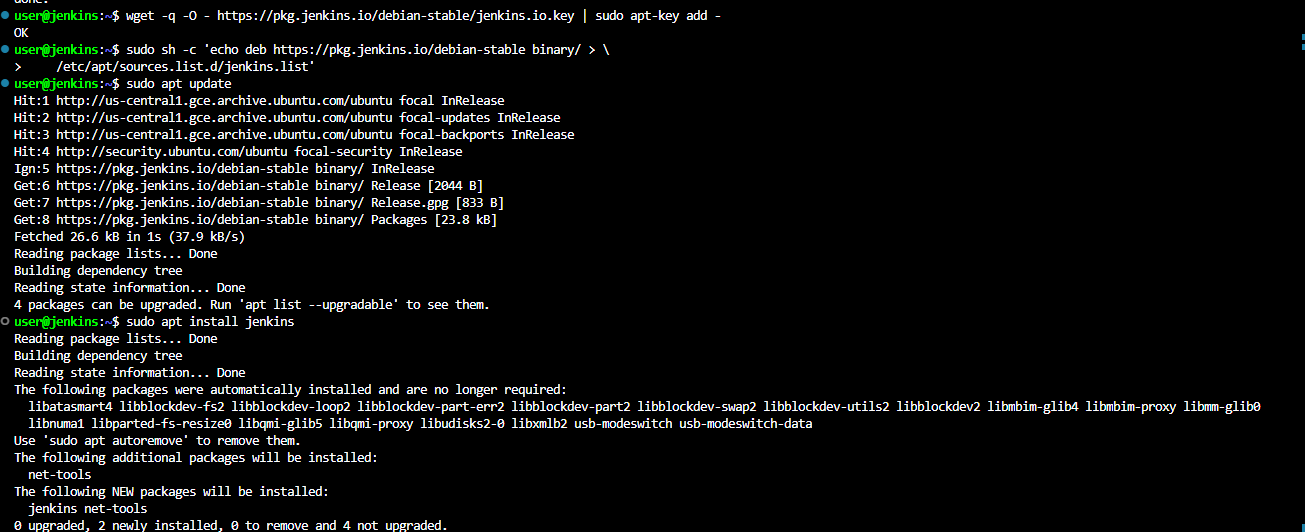 done.
user@jenkins:~$ wget -q -O - https://pkg.jenkins.io/debian-stable/jenkins.io.key | sudo apt-key add -
OK
user@jenkins:~$ sudo sh -c 'echo deb https://pkg.jenkins.io/debian-stable binary/ > \
>     /etc/apt/sources.list.d/jenkins.list'
user@jenkins:~$ sudo apt update
Hit:1 http://us-central1.gce.archive.ubuntu.com/ubuntu focal InRelease
Hit:2 http://us-central1.gce.archive.ubuntu.com/ubuntu focal-updates InRelease
Hit:3 http://us-central1.gce.archive.ubuntu.com/ubuntu focal-backports InRelease
Hit:4 http://security.ubuntu.com/ubuntu focal-security InRelease
Ign:5 https://pkg.jenkins.io/debian-stable binary/ InRelease
Get:6 https://pkg.jenkins.io/debian-stable binary/ Release [2044 B]
Get:7 https://pkg.jenkins.io/debian-stable binary/ Release.gpg [833 B]
Get:8 https://pkg.jenkins.io/debian-stable binary/ Packages [23.8 kB]
Fetched 26.6 kB in 1s (37.9 kB/s)
Reading package lists... Done
Building dependency tree
Reading state information... Done
4 packages can be upgraded. Run 'apt list --upgradable' to see them.
user@jenkins:~$ sudo apt install jenkins
Reading package lists... Done
Building dependency tree
Reading state information... Done
The following packages were automatically installed and are no longer required:
  libatasmart4 libblockdev-fs2 libblockdev-loop2 libblockdev-part-err2 libblockdev-part2 libblockdev-swap2 libblockdev-utils2 libblockdev2 libmbim-glib4 libmbim-proxy libmm-glib0
  libnuma1 libparted-fs-resize0 libqmi-glib5 libqmi-proxy libudisks2-0 libxmlb2 usb-modeswitch usb-modeswitch-data
Use 'sudo apt autoremove' to remove them.
The following additional packages will be installed:
  net-tools
The following NEW packages will be installed:
  jenkins net-tools
0 upgraded, 2 newly installed, 0 to remove and 4 not upgraded.